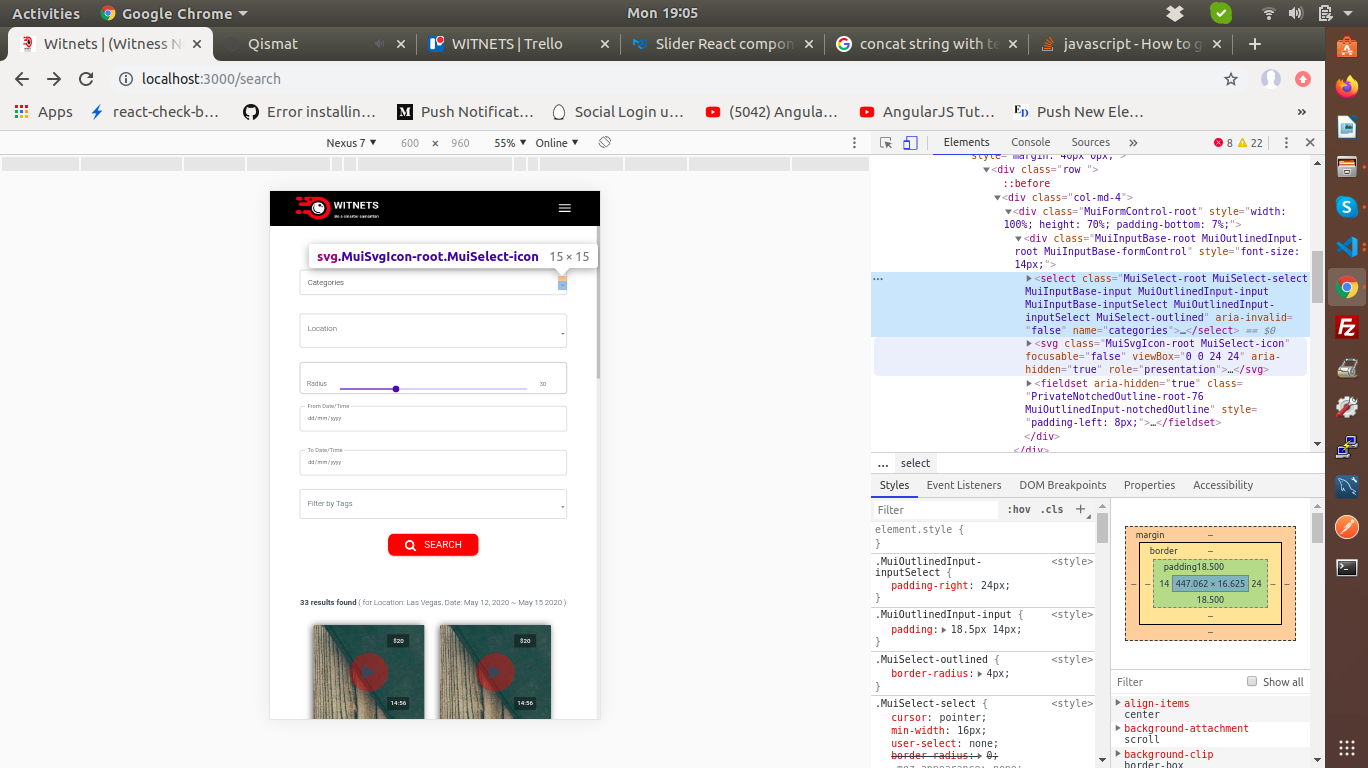 Activities
Google Chrome
Mon 19:05
Witnets | (Witness N
Qismat
WITNETS | Trello
Slider React compon
concat string with te
javascript - How to g
localhost:3000/search
Apps
react-check-b…
Error installin…
Push Notificat…
Social Login u…
(5042) Angula…
AngularJS Tut…
Push New Ele…
»
Nexus 7 ▼
600 × 960
55% ▼
Online ▼
Elements
Console
Sources
»
8
22
WITNETS
svg.MuiSvgIcon-root.MuiSelect-icon 15 × 15
Categories
Location
Radius
30
From Date/Time
dd/mm/yyyy
To Date/Time
dd/mm/yyyy
Filter by Tags
SEARCH
33 results found ( for Location: Las Vegas, Date: May 12, 2020 ~ May 15 2020 )
$20
$20
14:56
14:56
style="margin: 40px 0px;">
▼<div class="row ">
::before
▼<div class="col-md-4">
▼<div class="MuiFormControl-root" style="width:
100%; height: 70%; padding-bottom: 7%;">
▼<div class="MuiInputBase-root MuiOutlinedInput-
root MuiInputBase-formControl" style="font-size:
14px;">
… ▶<select class="MuiSelect-root MuiSelect-select
MuiInputBase-input MuiOutlinedInput-input
MuiInputBase-inputSelect MuiOutlinedInput-
inputSelect MuiSelect-outlined" aria-invalid=
"false" name="categories">…</select> == $0
▶<svg class="MuiSvgIcon-root MuiSelect-icon"
focusable="false" viewBox="0 0 24 24" aria-
hidden="true" role="presentation">…</svg>
▶<fieldset aria-hidden="true" class=
"PrivateNotchedOutline-root-76
MuiOutlinedInput-notchedOutline" style=
"padding-left: 8px;">…</fieldset>
</div>
</div>
… select
Styles
Event Listeners
DOM Breakpoints
Properties
Accessibility
Filter
:hov .cls +
element.style {
}
.MuiOutlinedInput-
inputSelect { <style>
padding-right: 24px;
}
.MuiOutlinedInput-input { <style>
padding: ▶ 18.5px 14px;
}
.MuiSelect-outlined { <style>
border-radius: ▶ 4px;
}
.MuiSelect-select { <style>
cursor: pointer;
min-width: 16px;
user-select: none;
border-radius: ▶ 0;
-moz-appearance: none;
margin –
border –
padding18.500
– – 14 447.062 × 16.625 24 – –
18.500
–
–
Filter
Show all
▶ align-items
center
▶ background-attachment
scroll
▶ background-clip
border-box